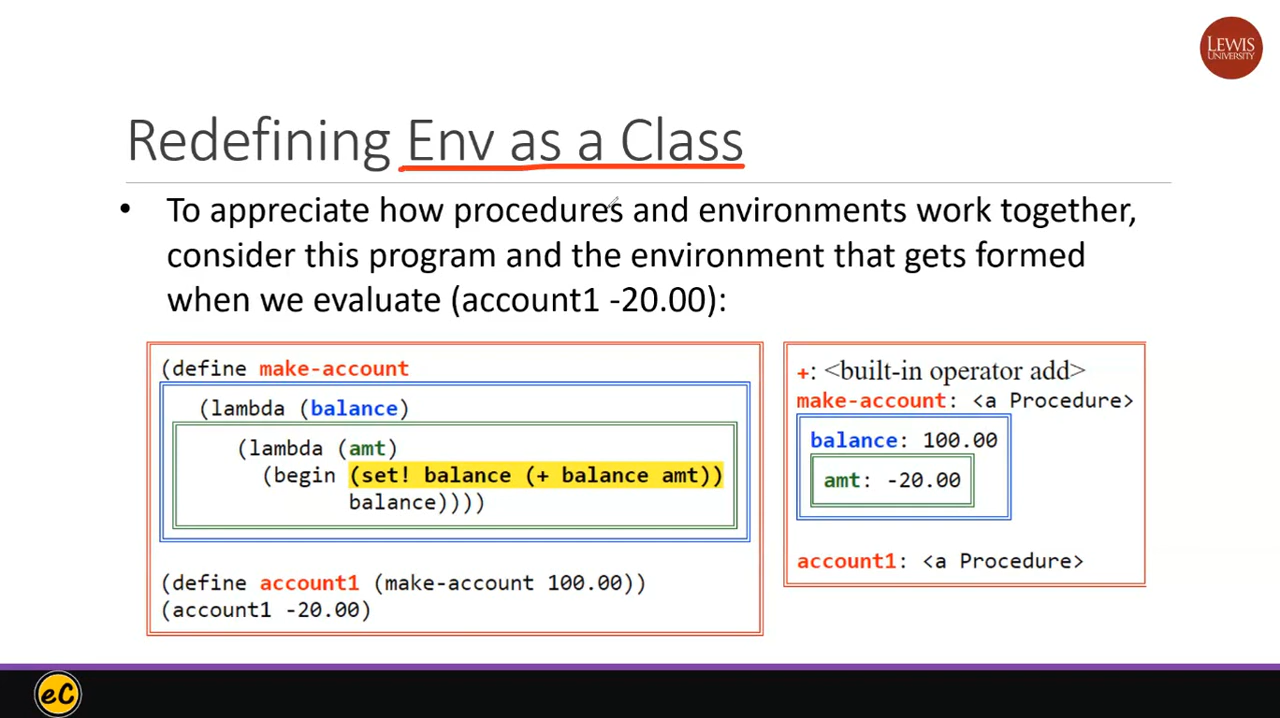 LEWIS
UNIVERSITY
Redefining Env as a Class
• To appreciate how procedures and environments work together,
consider this program and the environment that gets formed
when we evaluate (account1 -20.00):
(define make-account
(lambda (balance)
(lambda (amt)
(begin (set! balance (+ balance amt))
balance))))
(define account1 (make-account 100.00))
(account1 -20.00)
+: <built-in operator add>
make-account: <a Procedure>
balance: 100.00
amt: -20.00
account1: <a Procedure>
eC